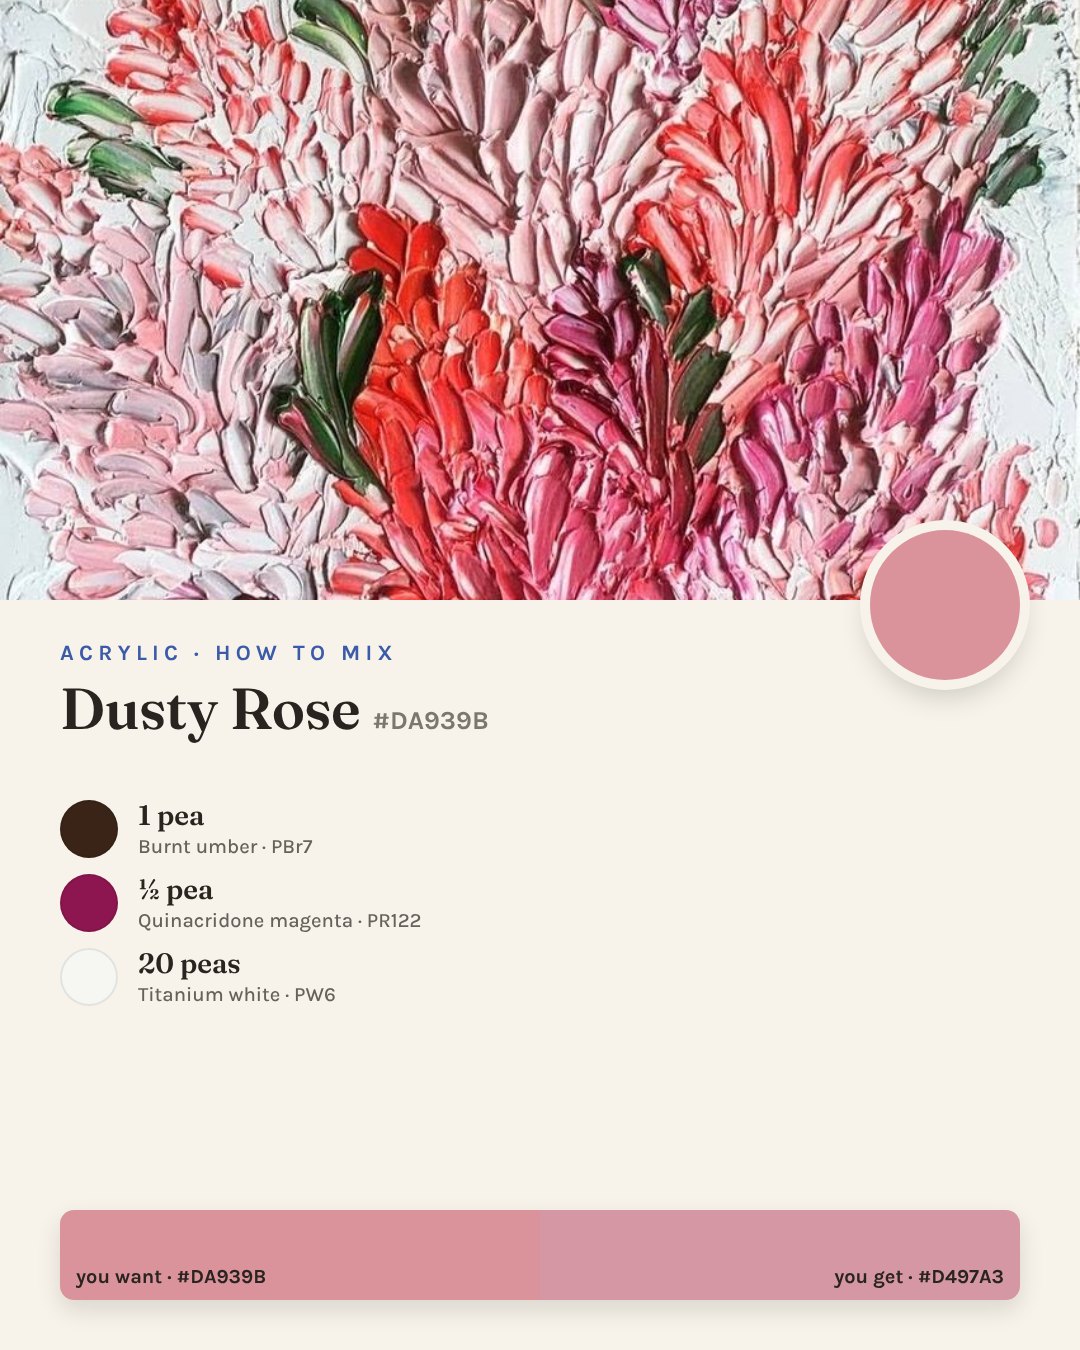 ACRYLIC · HOW TO MIX
Dusty Rose #DA939B
1 pea
Burnt umber · PBr7
½ pea
Quinacridone magenta · PR122
20 peas
Titanium white · PW6
you want · #DA939B
you get · #D497A3